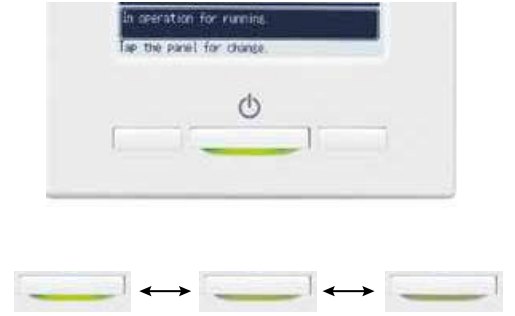 In operation for running.
Tap the panel for change.